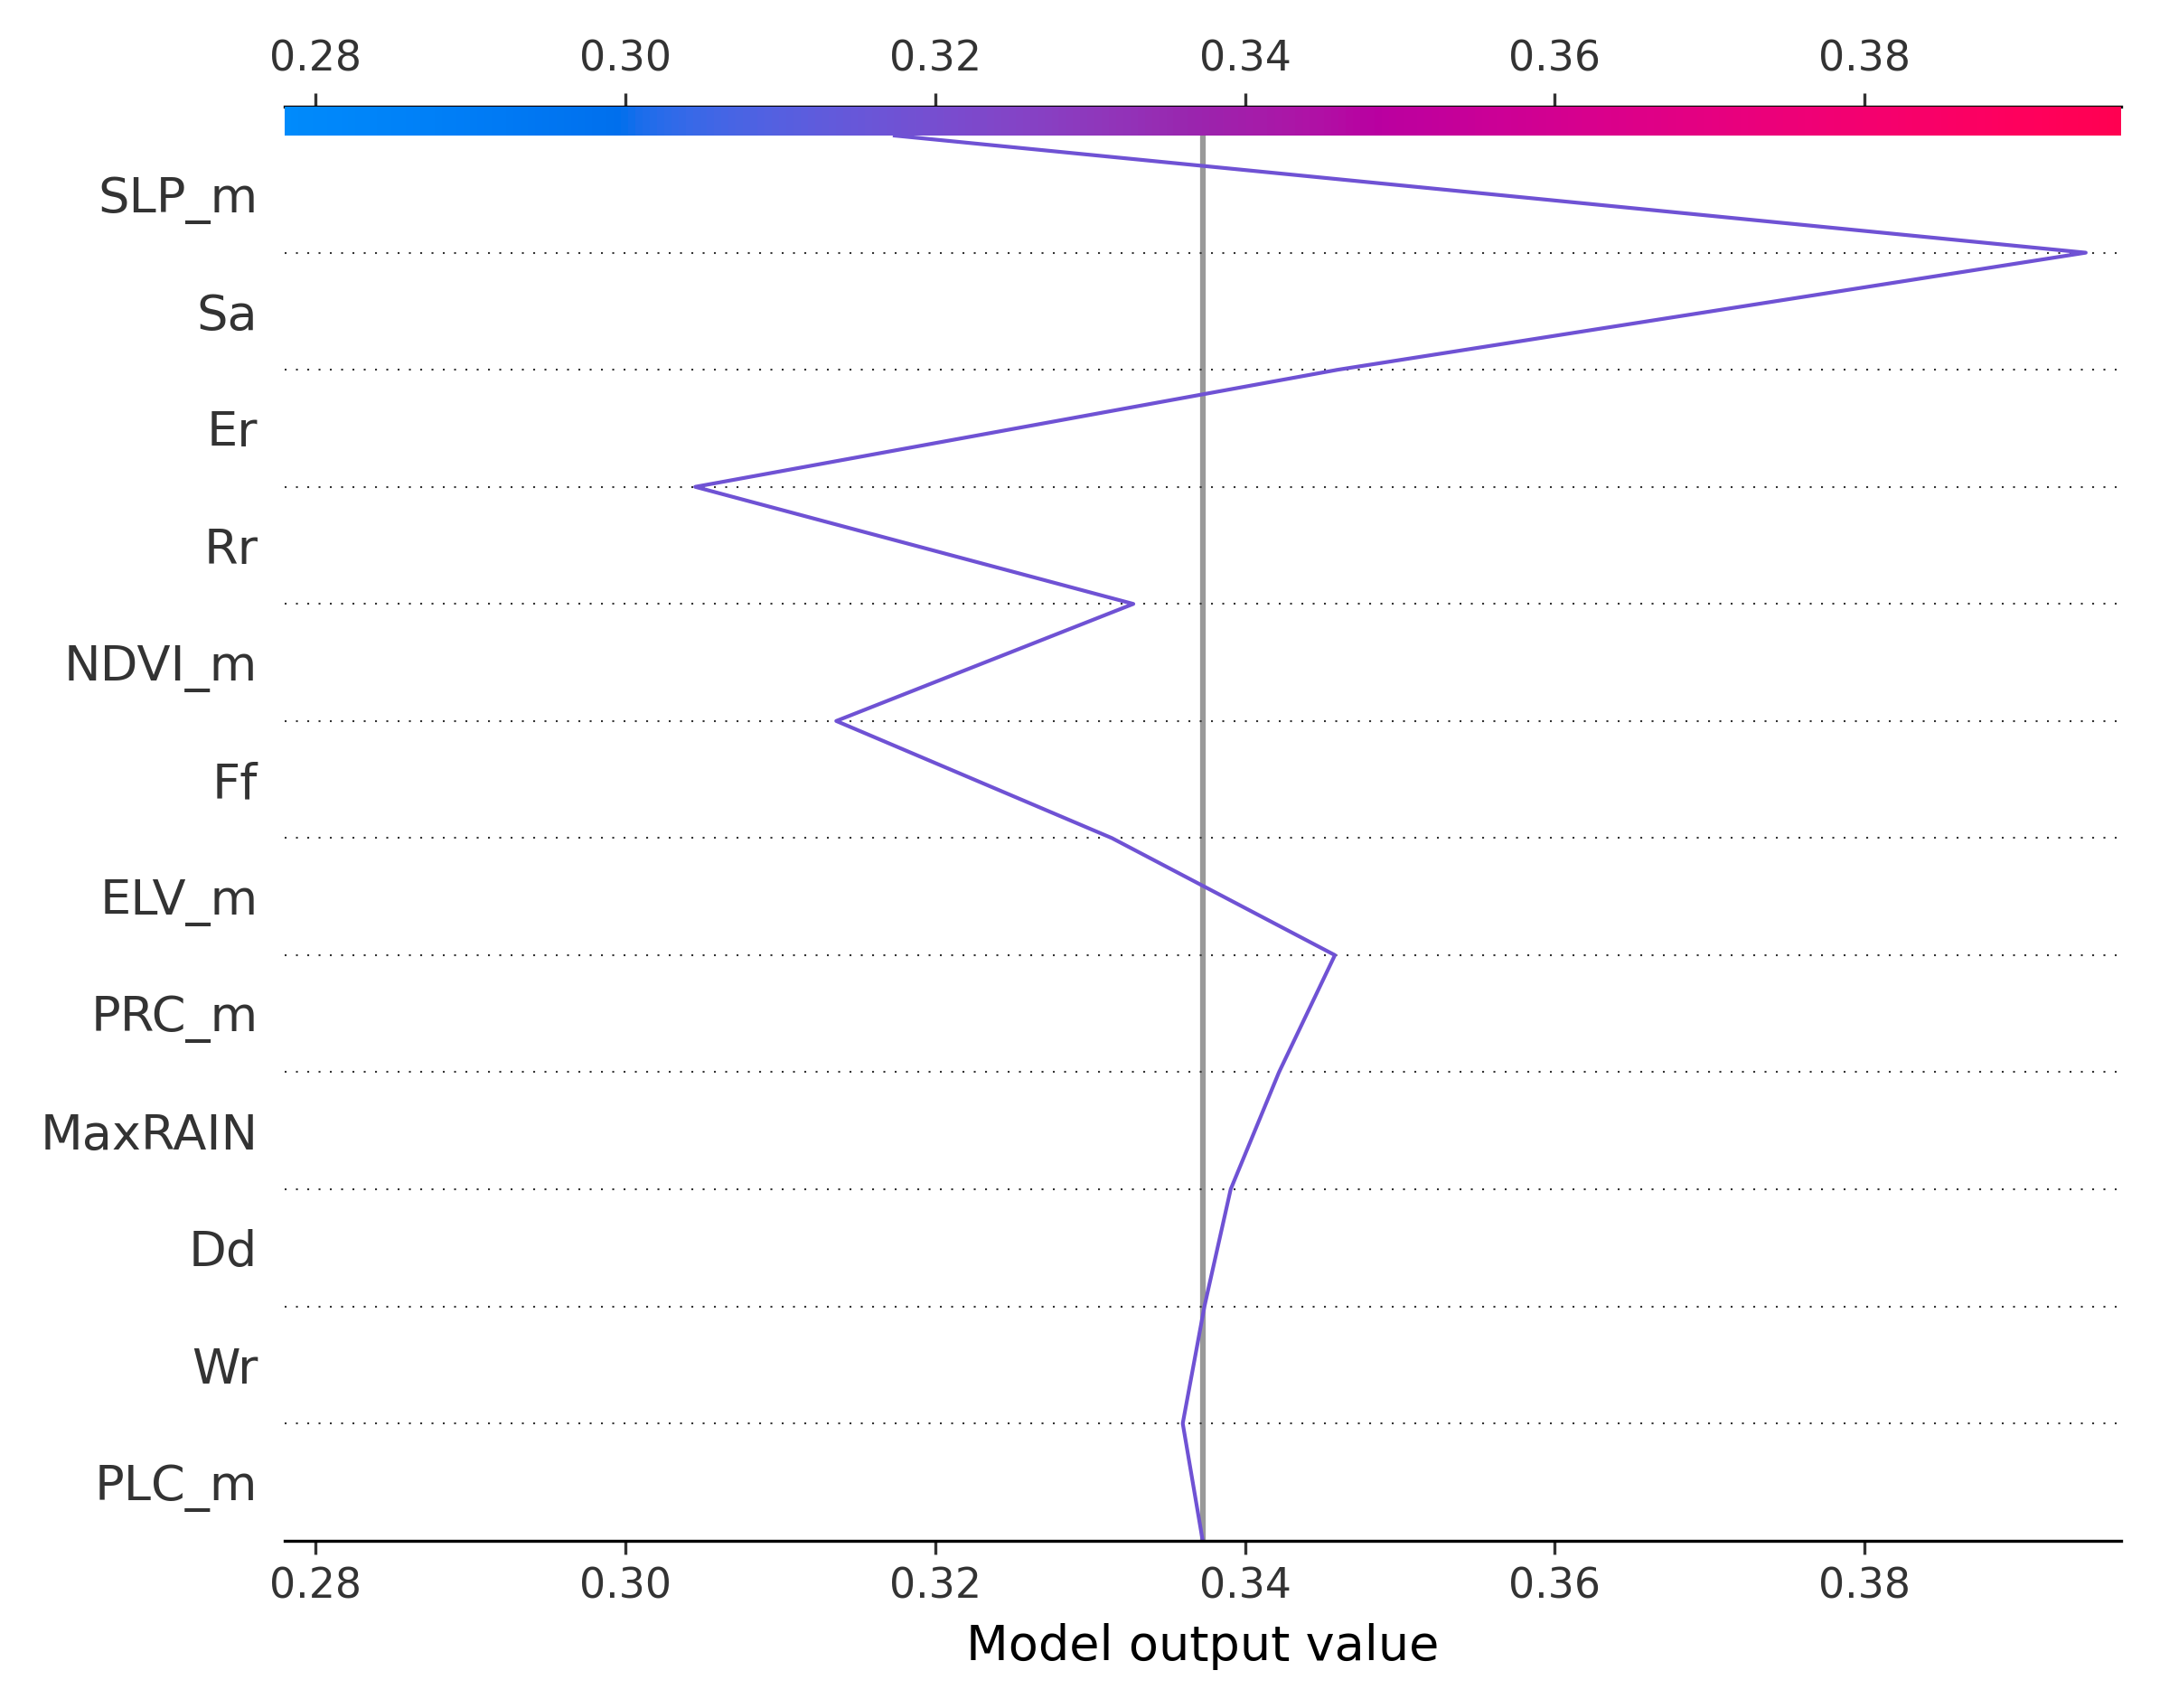 0.28 0.30 0.32 0.34 0.36 0.38
SLP_m
Sa
Er
Rr
NDVI_m
Ff
ELV_m
PRC_m
MaxRAIN
Dd
Wr
PLC_m
0.28 0.30 0.32 0.34 0.36 0.38
Model output value